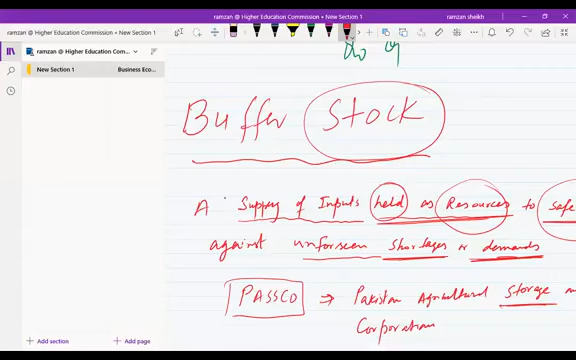 ramzan @ Higher Education Commission » New Section 1
ramzan sheikh
ramzan @ Higher Education Com...
New Section 1
Business Eco...
Buffer Stock
A Supply of Inputs held as Resources to safe
against unforseen shortages or demands
PASSCO ⇒ Pakistan Agricultural Storage
Corporation
+ Add section
+ Add page